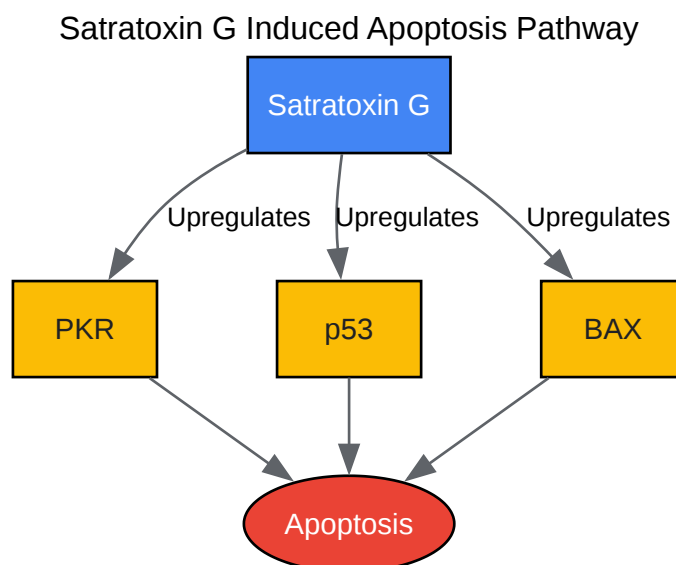 Satratoxin G Induced Apoptosis Pathway
Satratoxin G
Upregulates Upregulates Upregulates
PKR p53 BAX
Apoptosis